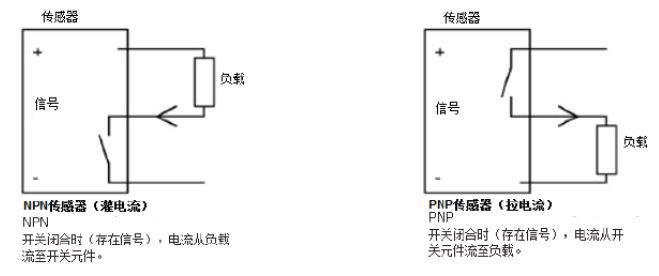 传感器
+
负载
信号
-
NPN传感器（灌电流）
NPN
开关闭合时（存在信号），电流从负载
流至开关元件。
传感器
+
信号
负载
-
PNP传感器（拉电流）
PNP
开关闭合时（存在信号），电流从开
关元件流至负载。